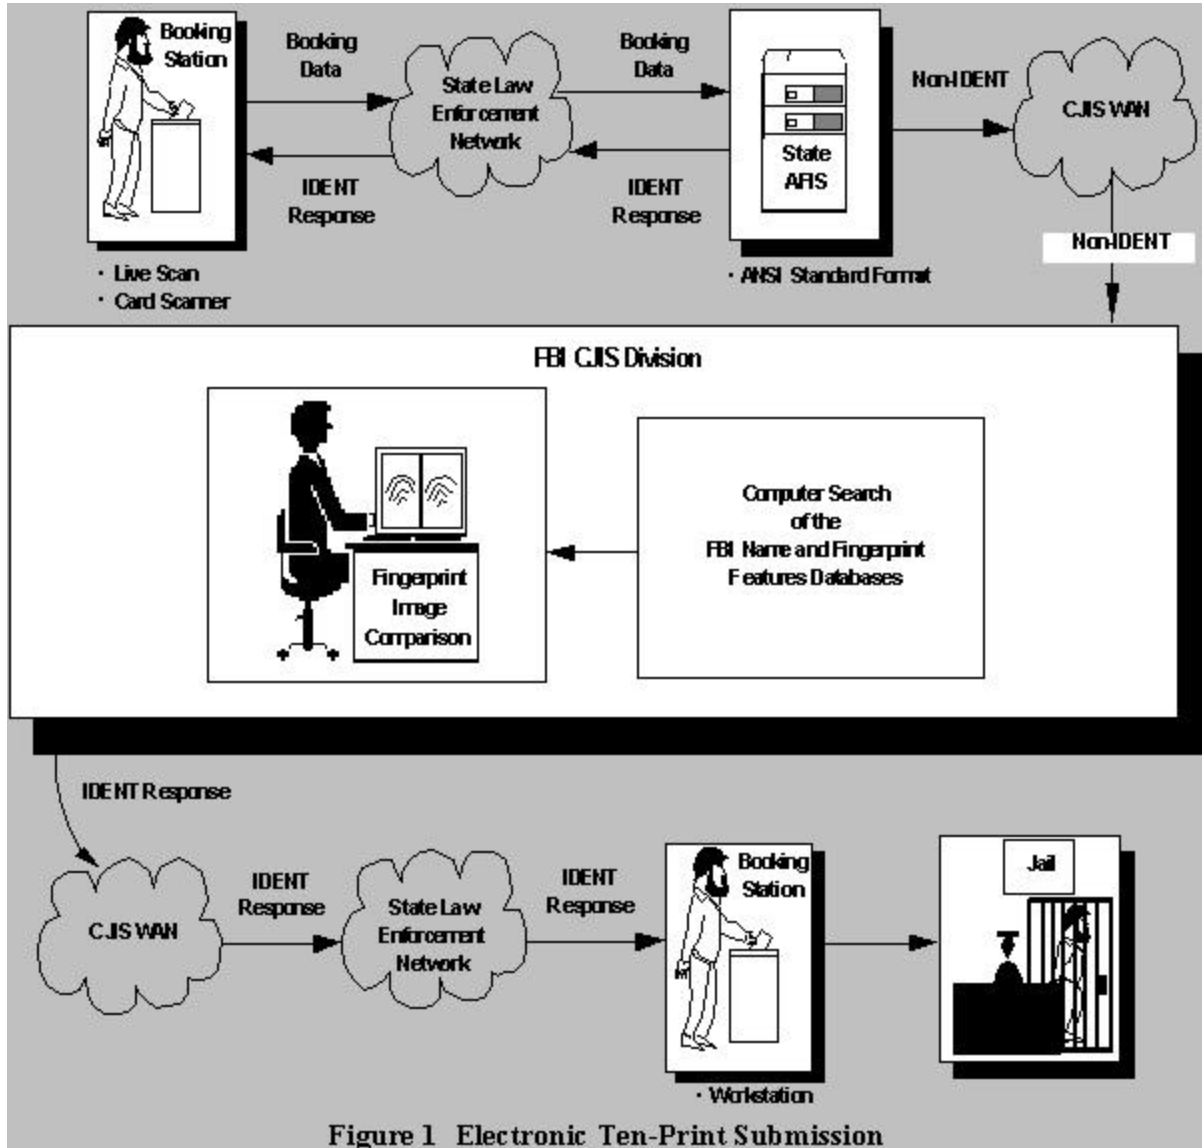 Booking
Station
Booking
Data
State Law
Enforcement
Network
Booking
Data
State
AFIS
Non-IDENT
CJIS WAN
IDENT
Response
IDENT
Response
Non-IDENT
· Live Scan
· Card Scanner
· ANSI Standard Format
FBI CJIS Division
Fingerprint
Image
Comparison
Computer Search
of the
FBI Name and Fingerprint
Features Databases
IDENT Response
CJIS WAN
IDENT
Response
State Law
Enforcement
Network
IDENT
Response
Booking
Station
Jail
· Workstation
Figure 1 Electronic Ten-Print Submission